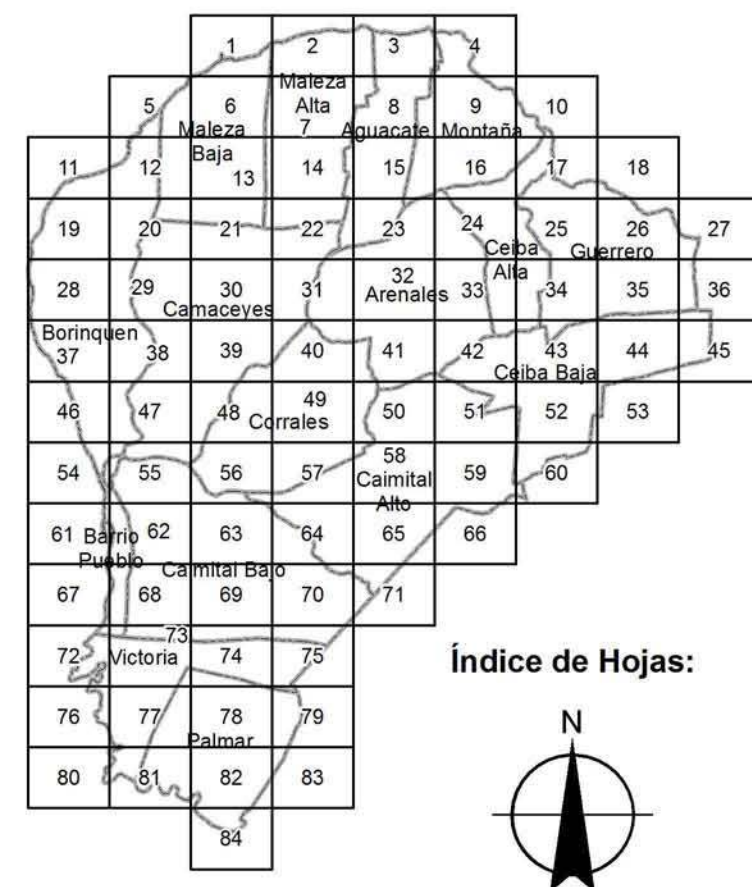 1 2 3 4
Maleza
Alta
5 6 7 8 9 10
Maleza
Baja
Aguacate Montaña
11 12 13 14 15 16 17 18
19 20 21 22 23 24 25 26 27
Ceiba
Alta
Guerrero
28 29 30 31 32 33 34 35 36
Camaceyes Arenales
Borinquen
37 38 39 40 41 42 43 44 45
Ceiba Baja
46 47 48 49 50 51 52 53
Corrales
54 55 56 57 58 59 60
Caimital
Alto
61 62 63 64 65 66
Barrio
Pueblo
Caimital Bajo
67 68 69 70 71
72 73 74 75
Victoria
Índice de Hojas:
76 77 78 79
Palmar
N
80 81 82 83
84